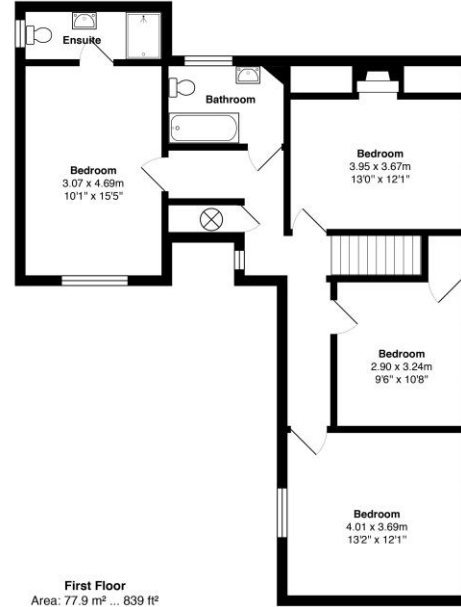 Ensuite
Bathroom
Bedroom
3.07 x 4.69m
10'1" x 15'5"
Bedroom
3.95 x 3.67m
13'0" x 12'1"
Bedroom
2.90 x 3.24m
9'6" x 10'8"
Bedroom
4.01 x 3.69m
13'2" x 12'1"
First Floor
Area: 77.9 m² ... 839 ft²